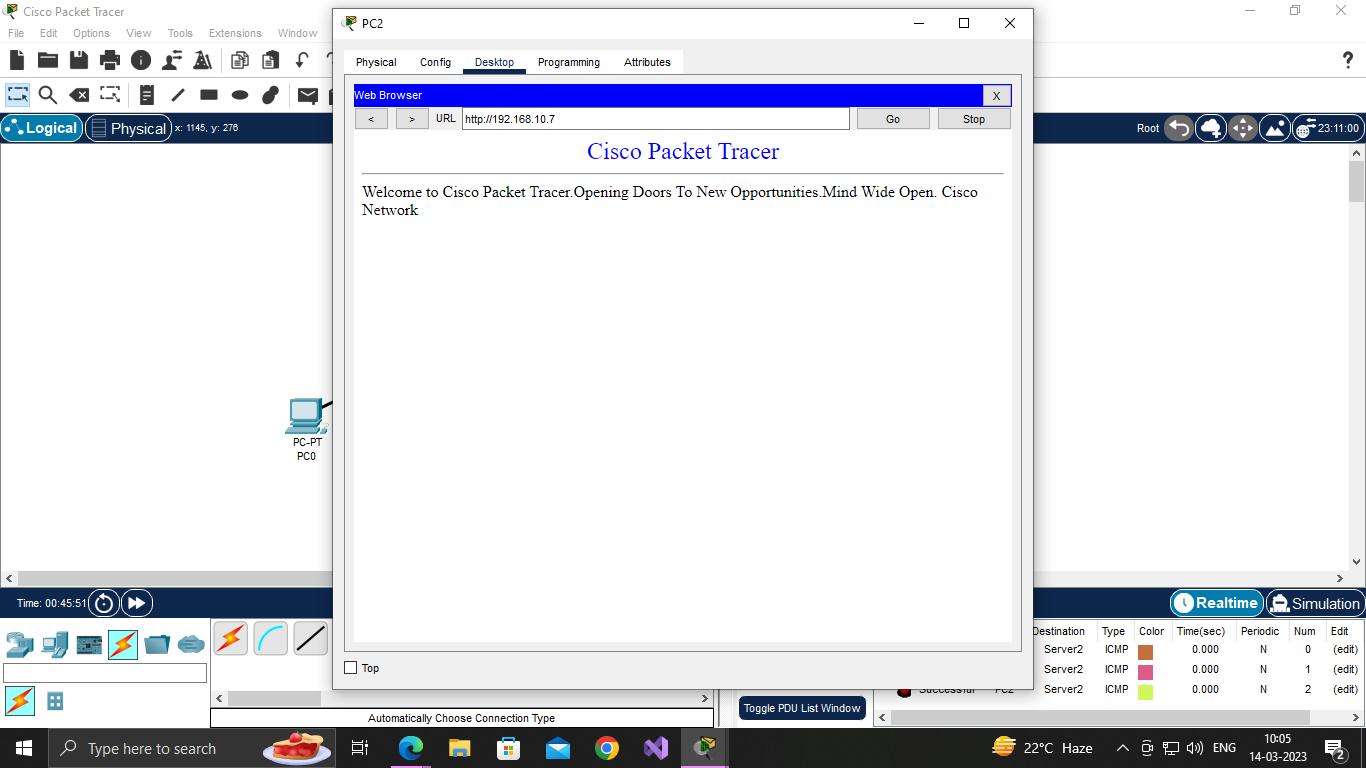 Cisco Packet Tracer
File Edit Options View Tools Extensions Window
?
Logical Physical x: 1145, y: 276
Root 23:11:00
PC2
Physical Config Desktop Programming Attributes
Web Browser X
< > URL http://192.168.10.7 Go Stop
Cisco Packet Tracer
Welcome to Cisco Packet Tracer.Opening Doors To New Opportunities.Mind Wide Open. Cisco
Network
PC-PT
PC0
Top
Time: 00:45:51
Realtime Simulation
Destination Type Color Time(sec) Periodic Num Edit
Server2 ICMP 0.000 N 0 (edit)
Server2 ICMP 0.000 N 1 (edit)
Successful PC2 Server2 ICMP 0.000 N 2 (edit)
Toggle PDU List Window
Automatically Choose Connection Type
Type here to search
22°C Haze
ENG
10:05
14-03-2023
2